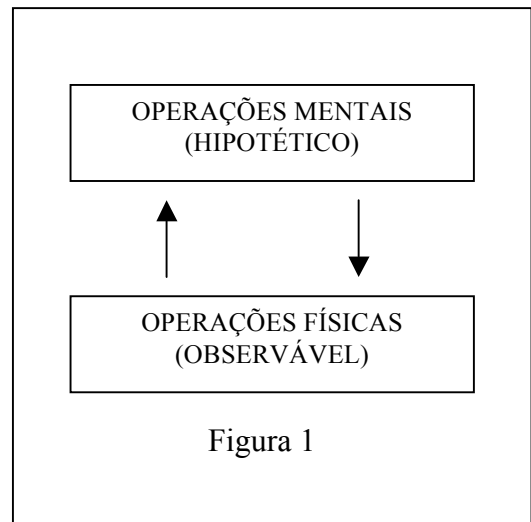 OPERAÇÕES MENTAIS
(HIPOTÉTICO)
OPERAÇÕES FÍSICAS
(OBSERVÁVEL)
Figura 1